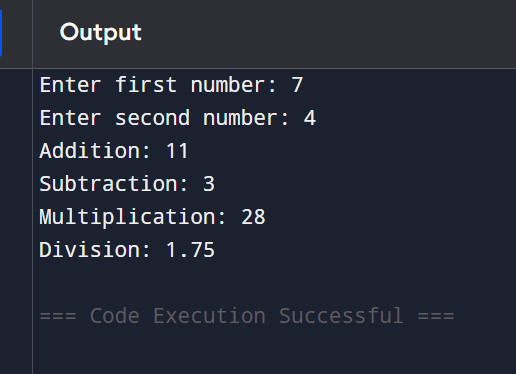 Output
Enter first number: 7
Enter second number: 4
Addition: 11
Subtraction: 3
Multiplication: 28
Division: 1.75
=== Code Execution Successful ===